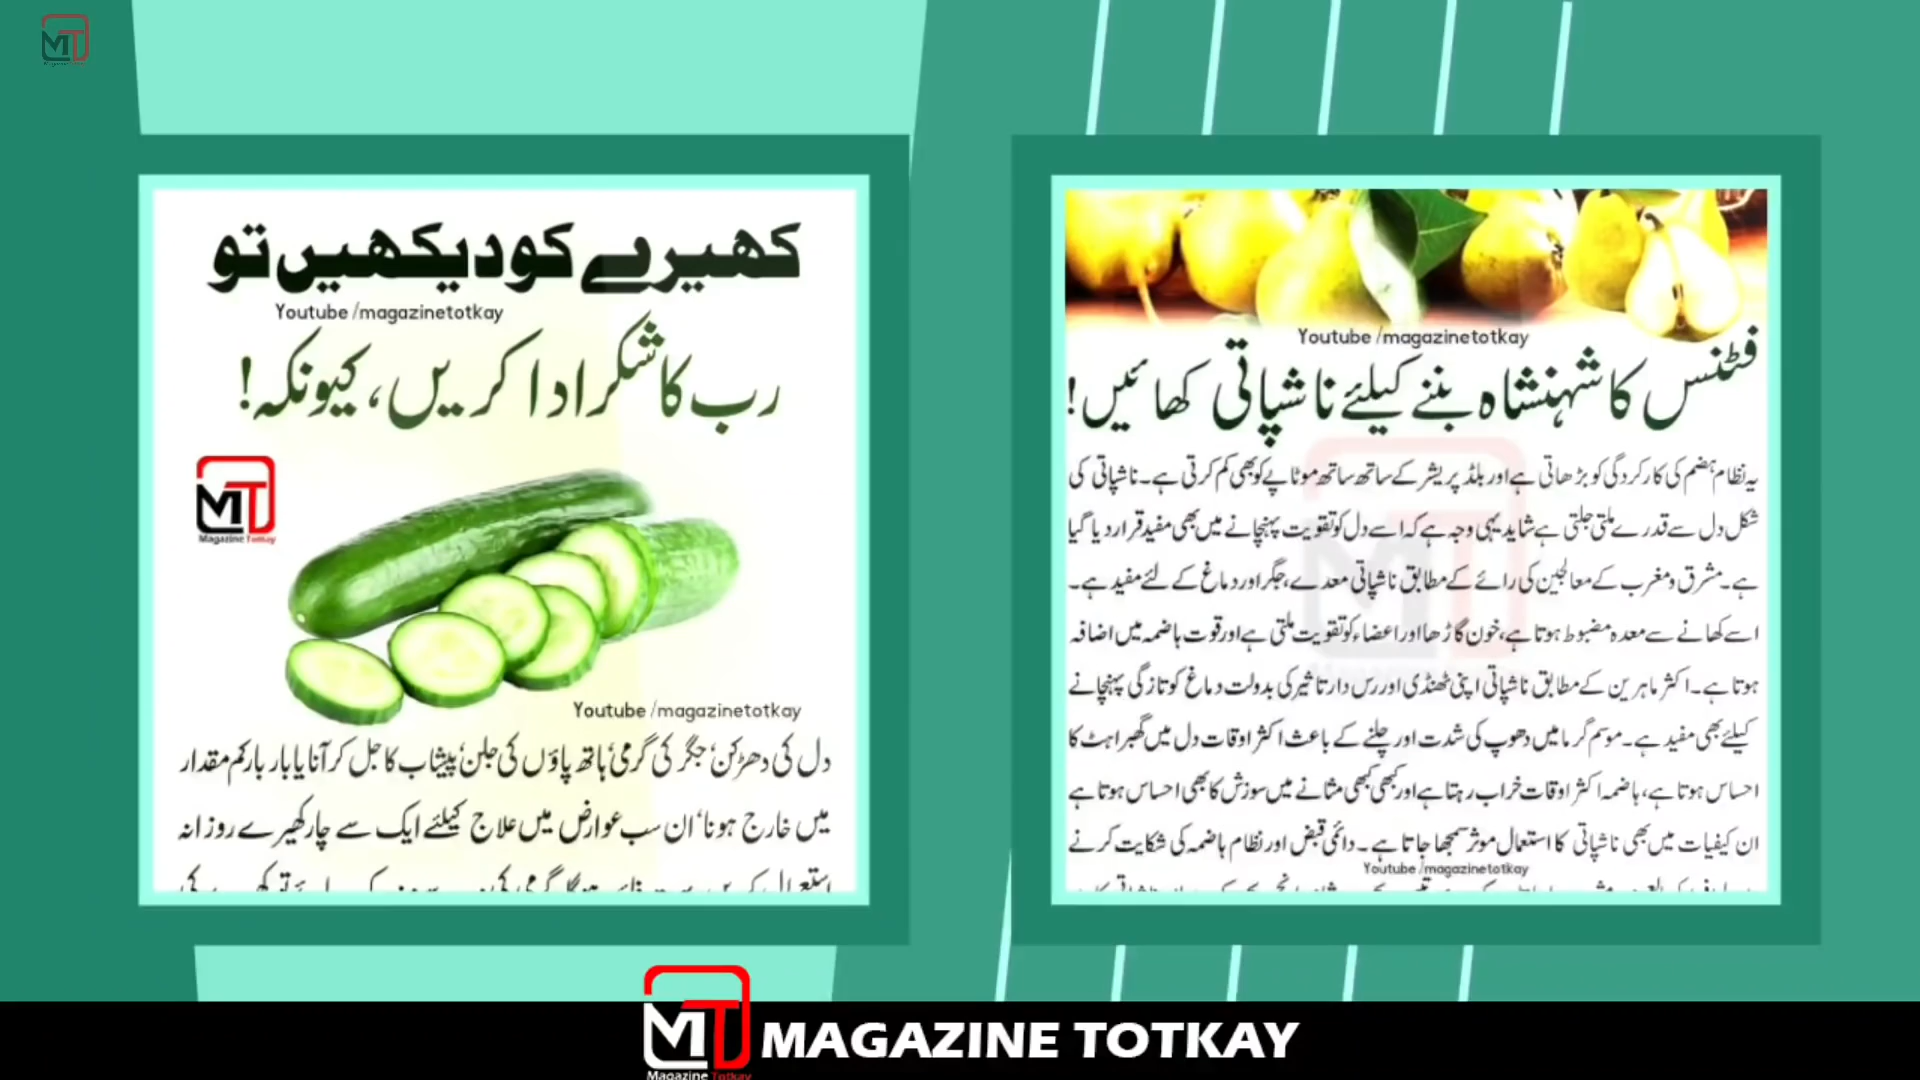 کھیرے کو دیکھیں تو
Youtube /magazinetotkay
رب کا شکر ادا کریں، کیونکہ!
MT
Magazine Totkay
Youtube /magazinetotkay
دل کی دھڑکن‘ جگر کی گرمی‘ ہاتھ پاؤں کی جلن‘ پیشاب کا جل کر آنا یا بار بار کم مقدار
میں خارج ہونا‘ ان سب عوارض میں علاج کیلئے ایک سے چار کھیرے روزانہ
Youtube /magazinetotkay
فٹنس کا شہنشاہ بننے کیلئے ناشپاتی کھائیں!
یہ نظام ہضم کی کارکردگی کو بڑھاتی ہے اور بلڈ پریشر کے ساتھ ساتھ موٹاپے کو بھی کم کرتی ہے۔ ناشپاتی کی
شکل دل سے قدرے ملتی جلتی ہے شاید یہی وجہ ہے کہ اسے دل کو تقویت پہنچانے میں بھی مفید قرار دیا گیا
ہے۔ مشرق و مغرب کے معالجین کی رائے کے مطابق ناشپاتی معدے، جگر اور دماغ کے لئے مفید ہے۔
اسے کھانے سے معدہ مضبوط ہوتا ہے، خون گاڑھا اور اعضاء کو تقویت ملتی ہے اور قوت ہاضمہ میں اضافہ
ہوتا ہے۔ اکثر ماہرین کے مطابق ناشپاتی اپنی ٹھنڈی اور رس دار تاثیر کی بدولت دماغ کو تازگی پہنچانے
کیلئے بھی مفید ہے۔ موسم گرما میں دھوپ کی شدت اور چلنے کے باعث اکثر اوقات دل میں گھبراہٹ کا
احساس ہوتا ہے، ہاضمہ اکثر اوقات خراب رہتا ہے اور کبھی کبھی مثانے میں سوزش کا بھی احساس ہوتا ہے
ان کیفیات میں بھی ناشپاتی کا استعمال موثر سمجھا جاتا ہے۔ دائمی قبض اور نظام ہاضمہ کی شکایت کرنے
Youtube /magazinetotkay
MT
Magazine Totkay
MAGAZINE TOTKAY